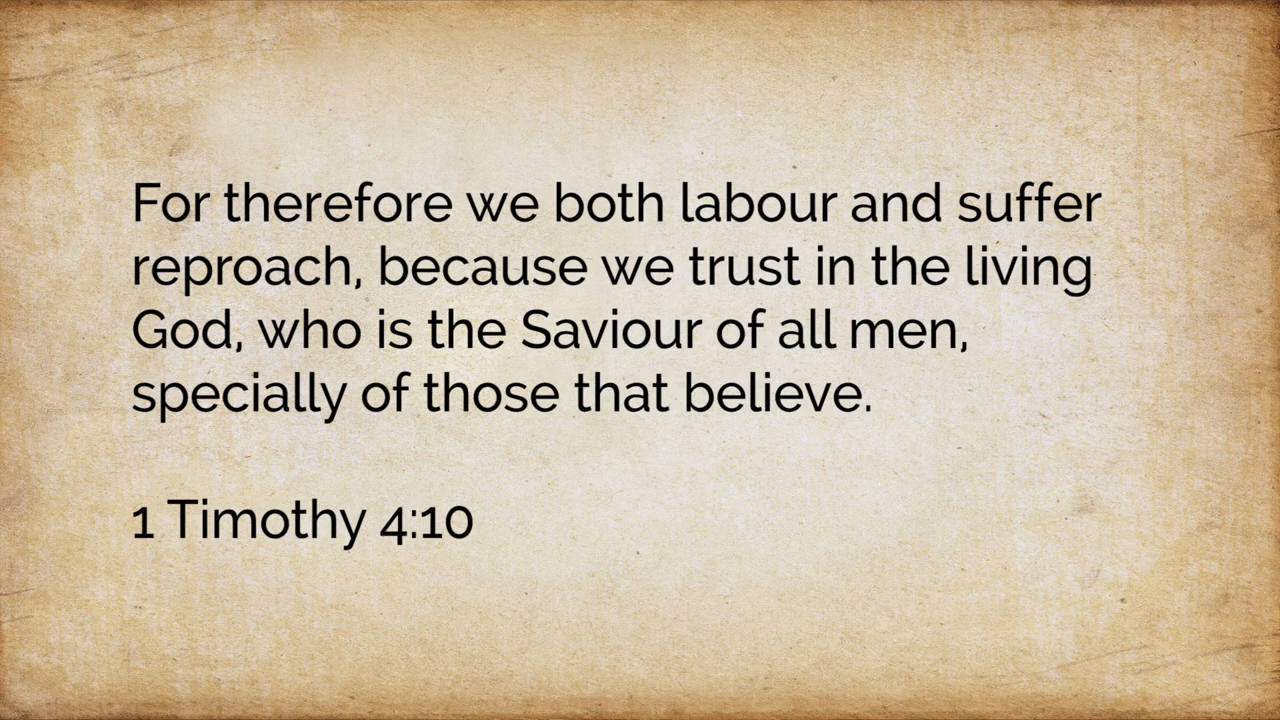 For therefore we both labour and suffer
reproach, because we trust in the living
God, who is the Saviour of all men,
specially of those that believe.
1 Timothy 4:10